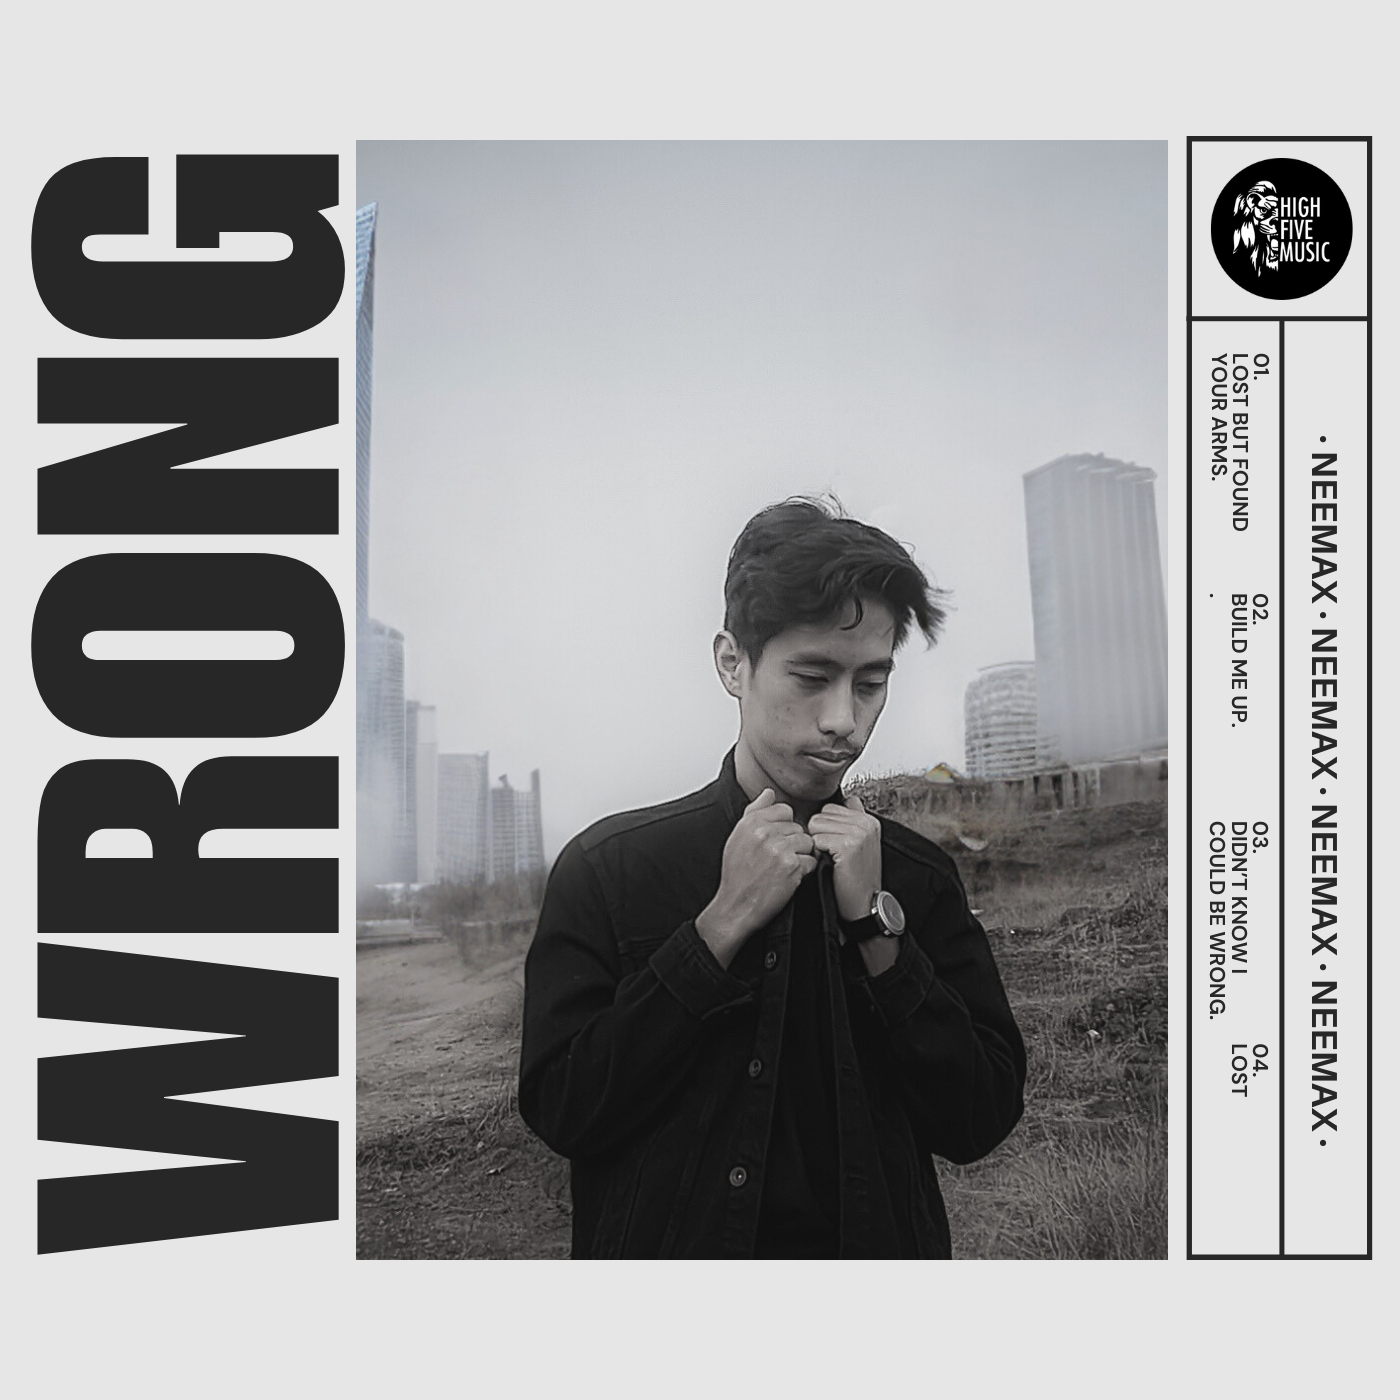 WRONG
HIGH
FIVE
MUSIC
01.
LOST BUT FOUND
YOUR ARMS.
02.
BUILD ME UP.
.
03.
DIDN'T KNOW I
COULD BE WRONG.
04.
LOST
· NEEMAX · NEEMAX · NEEMAX · NEEMAX ·